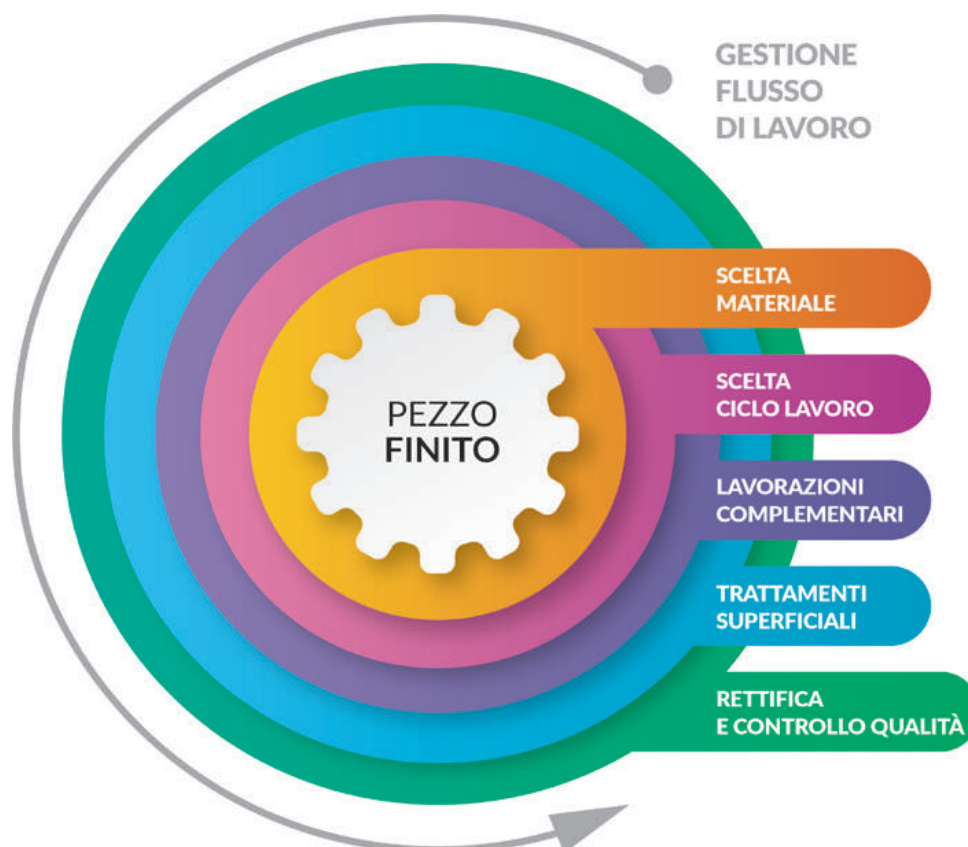 GESTIONE
FLUSSO
DI LAVORO
SCELTA
MATERIALE
SCELTA
CICLO LAVORO
PEZZO
FINITO
LAVORAZIONI
COMPLEMENTARI
TRATTAMENTI
SUPERFICIALI
RETTIFICA
E CONTROLLO QUALITÀ